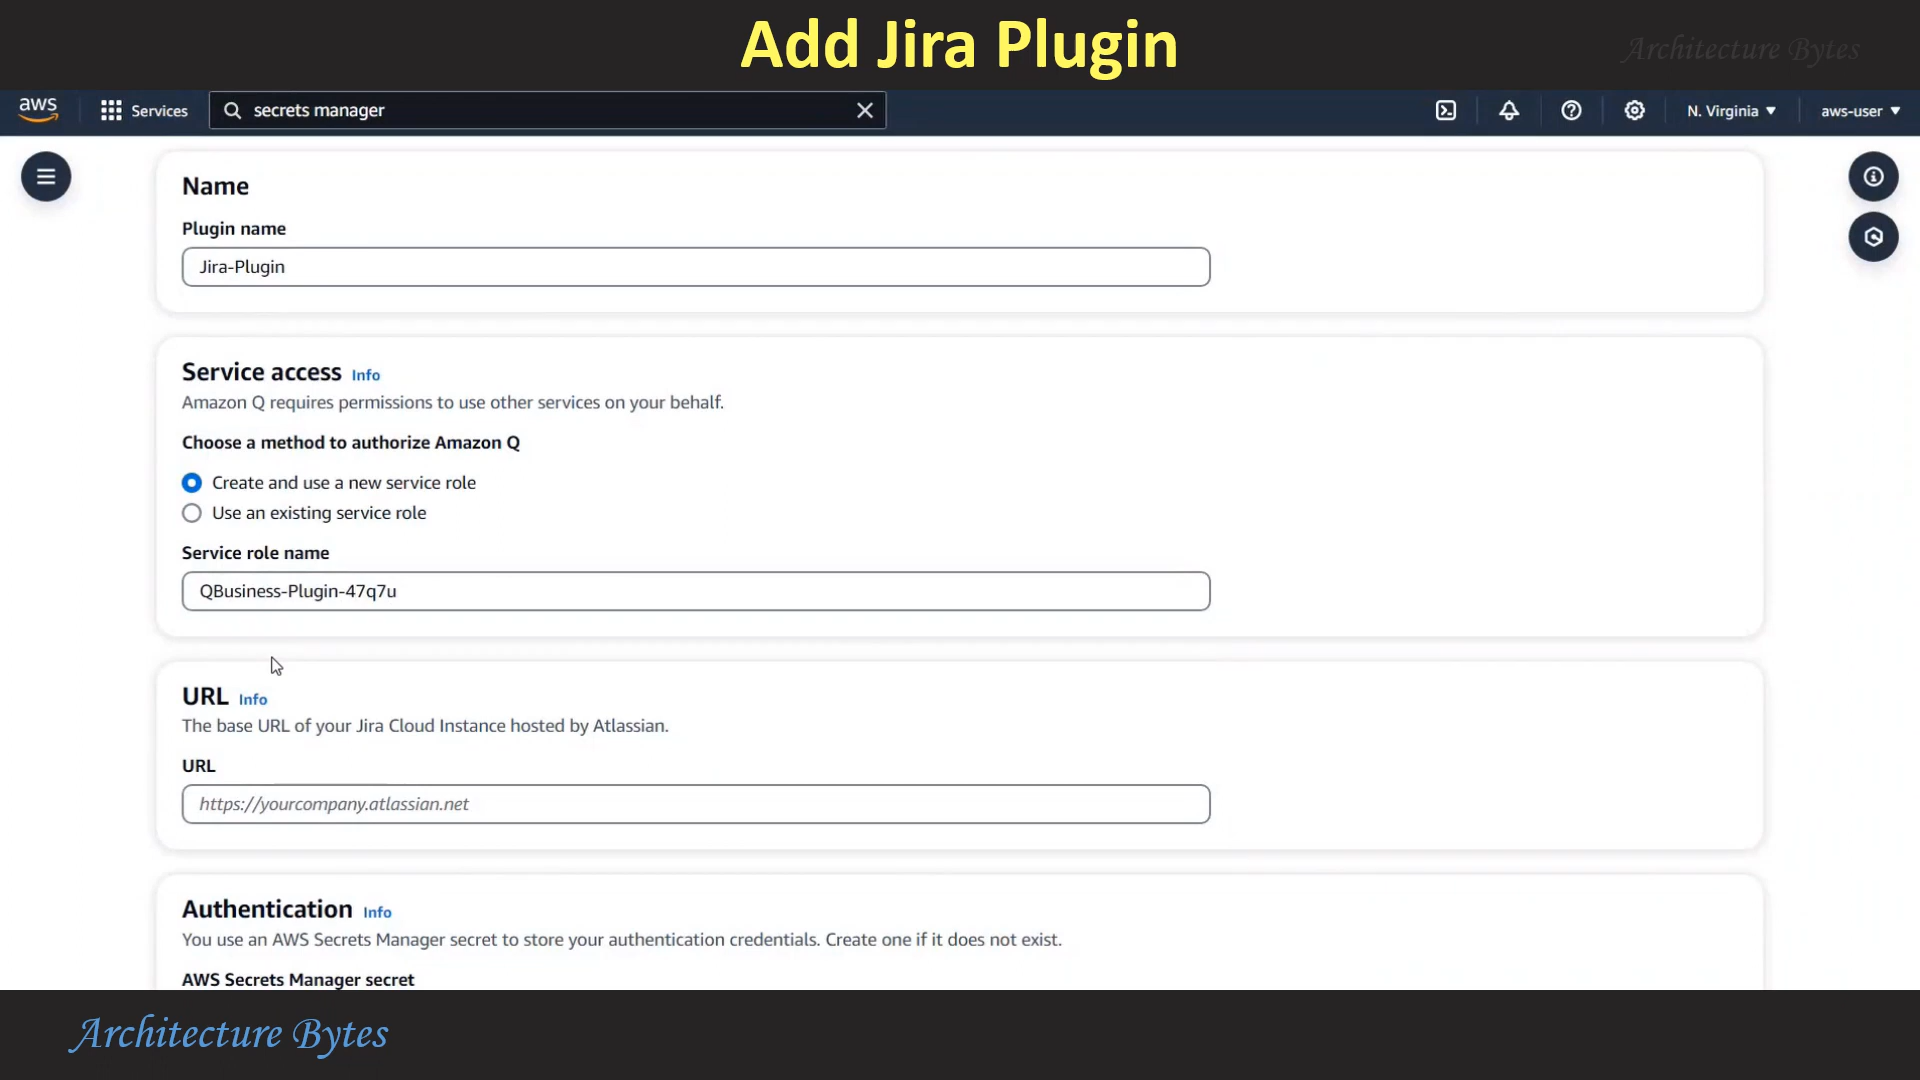 Add Jira Plugin
Architecture Bytes
aws
Services
secrets manager
N. Virginia
aws-user
Name
Plugin name
Jira-Plugin
Service access Info
Amazon Q requires permissions to use other services on your behalf.
Choose a method to authorize Amazon Q
Create and use a new service role
Use an existing service role
Service role name
QBusiness-Plugin-47q7u
URL Info
The base URL of your Jira Cloud Instance hosted by Atlassian.
URL
https://yourcompany.atlassian.net
Authentication Info
You use an AWS Secrets Manager secret to store your authentication credentials. Create one if it does not exist.
AWS Secrets Manager secret
Architecture Bytes